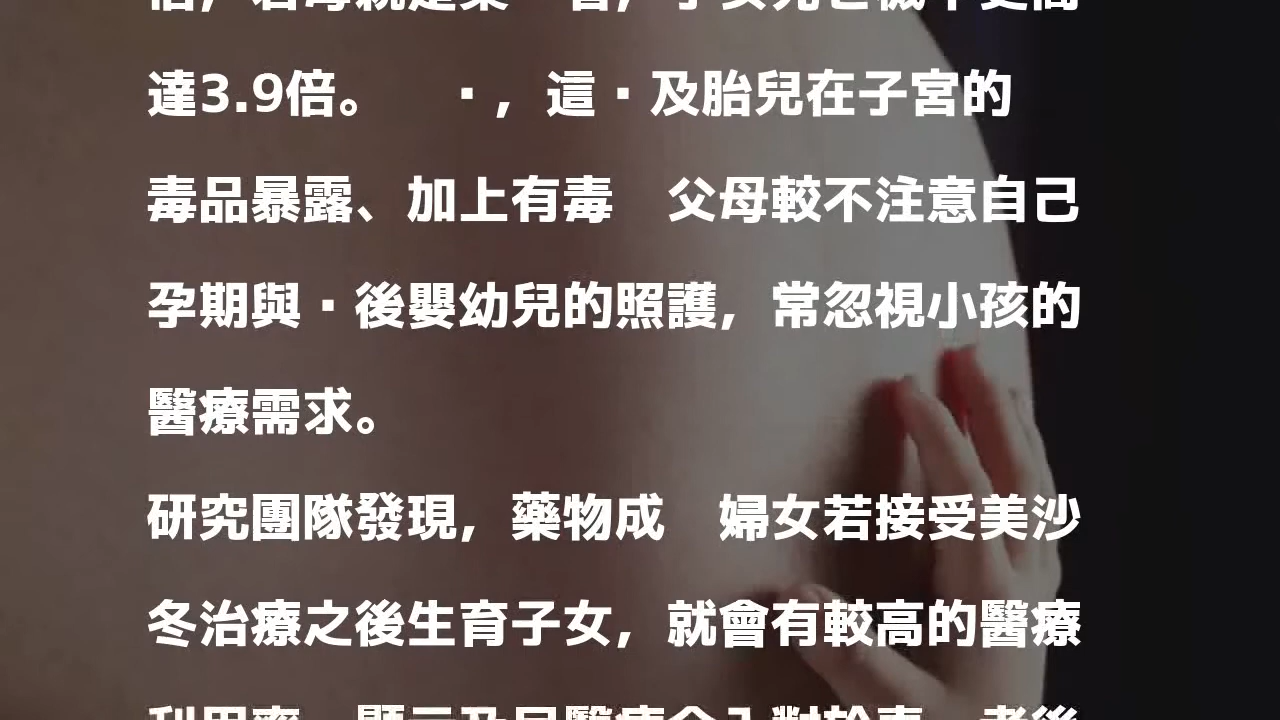 達3.9倍。　▪，這▪及胎兒在子宮的
毒品暴露、加上有毒　父母較不注意自己
孕期與▪後嬰幼兒的照護，常忽視小孩的
醫療需求。
研究團隊發現，藥物成　婦女若接受美沙
冬治療之後生育子女，就會有較高的醫療